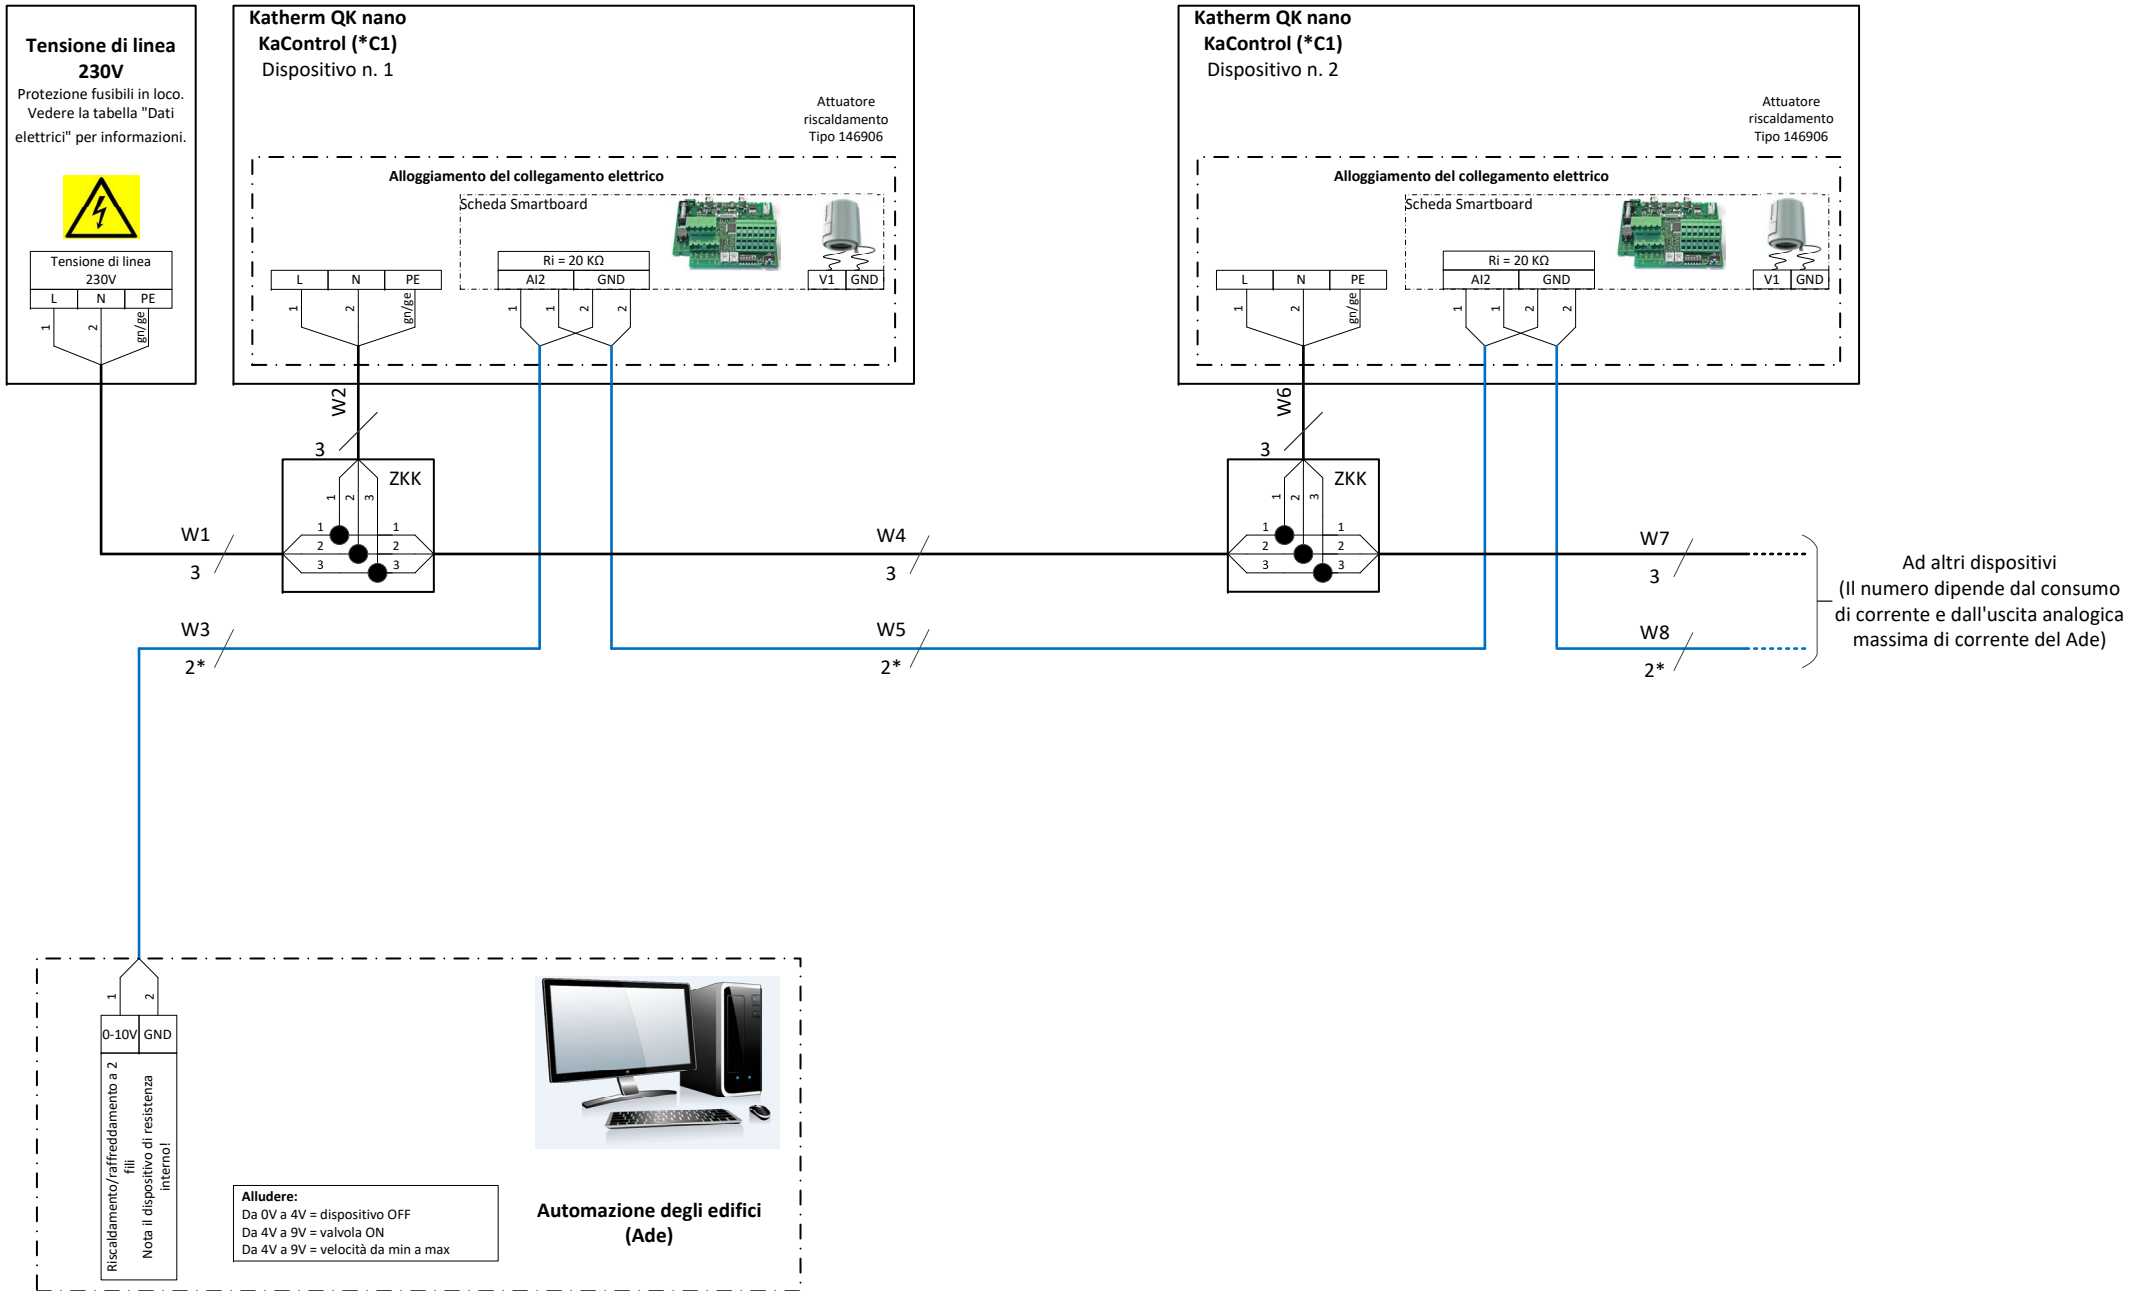 Tensione di linea
230V
Protezione fusibili in loco.
Vedere la tabella "Dati
elettrici" per informazioni.
Tensione di linea
230V
L N PE
1 2 gn/ge
Katherm QK nano
KaControl (*C1)
Dispositivo n. 1
Attuatore
riscaldamento
Tipo 146906
Alloggiamento del collegamento elettrico
Scheda Smartboard
Ri = 20 KΩ
L N PE
AI2 GND
V1 GND
1 2 gn/ge
1 1 2 2
Katherm QK nano
KaControl (*C1)
Dispositivo n. 2
Attuatore
riscaldamento
Tipo 146906
Alloggiamento del collegamento elettrico
Scheda Smartboard
Ri = 20 KΩ
L N PE
AI2 GND
V1 GND
1 2 gn/ge
1 1 2 2
W2
3
ZKK
1 2 3
1 1
2 2
3 3
W6
3
ZKK
1 2 3
1 1
2 2
3 3
W1
3
W4
3
W7
3
W3
2*
W5
2*
W8
2*
Ad altri dispositivi
(Il numero dipende dal consumo
di corrente e dall'uscita analogica
massima di corrente del Ade)
1 2
0-10V GND
Riscaldamento/raffreddamento a 2
fili
Nota il dispositivo di resistenza
interno!
Alludere:
Da 0V a 4V = dispositivo OFF
Da 4V a 9V = valvola ON
Da 4V a 9V = velocità da min a max
Automazione degli edifici
(Ade)